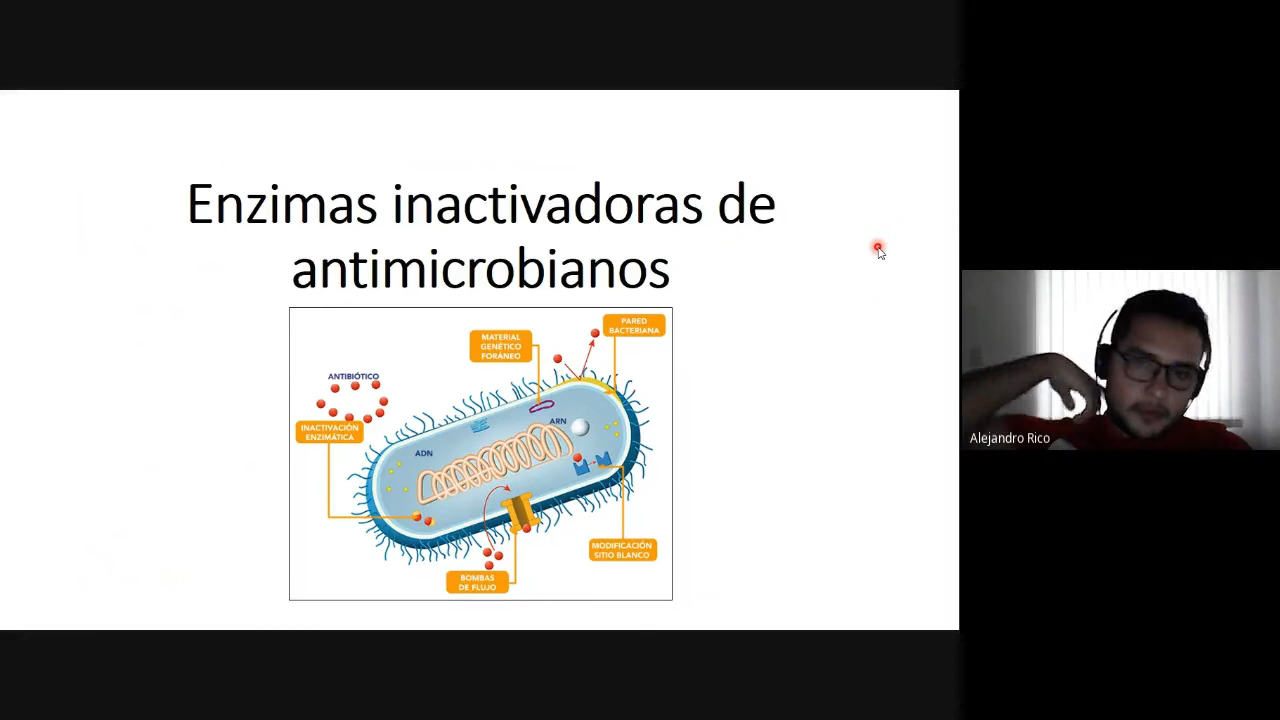 Enzimas inactivadoras de
antimicrobianos
PARED
BACTERIANA
MATERIAL
GENÉTICO
FORÁNEO
ANTIBIÓTICO
INACTIVACIÓN
ENZIMÁTICA
ARN
ADN
MODIFICACIÓN
SITIO BLANCO
BOMBAS
DE FLUJO
Alejandro Rico